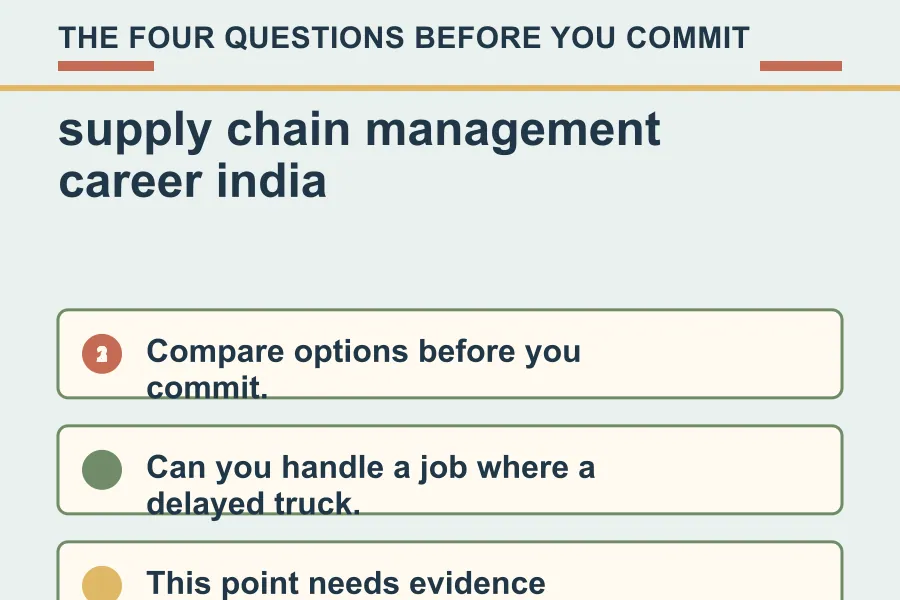 THE FOUR QUESTIONS BEFORE YOU COMMIT
supply chain management
career india
Compare options before you
commit.
Can you handle a job where a
delayed truck.
This point needs evidence